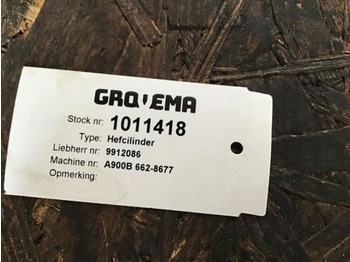 GROEMA
Stock nr: 1011418
Type: Hefcilinder
Liebherr nr: 9912086
Machine nr: A900B 662-8677
Opmerking: